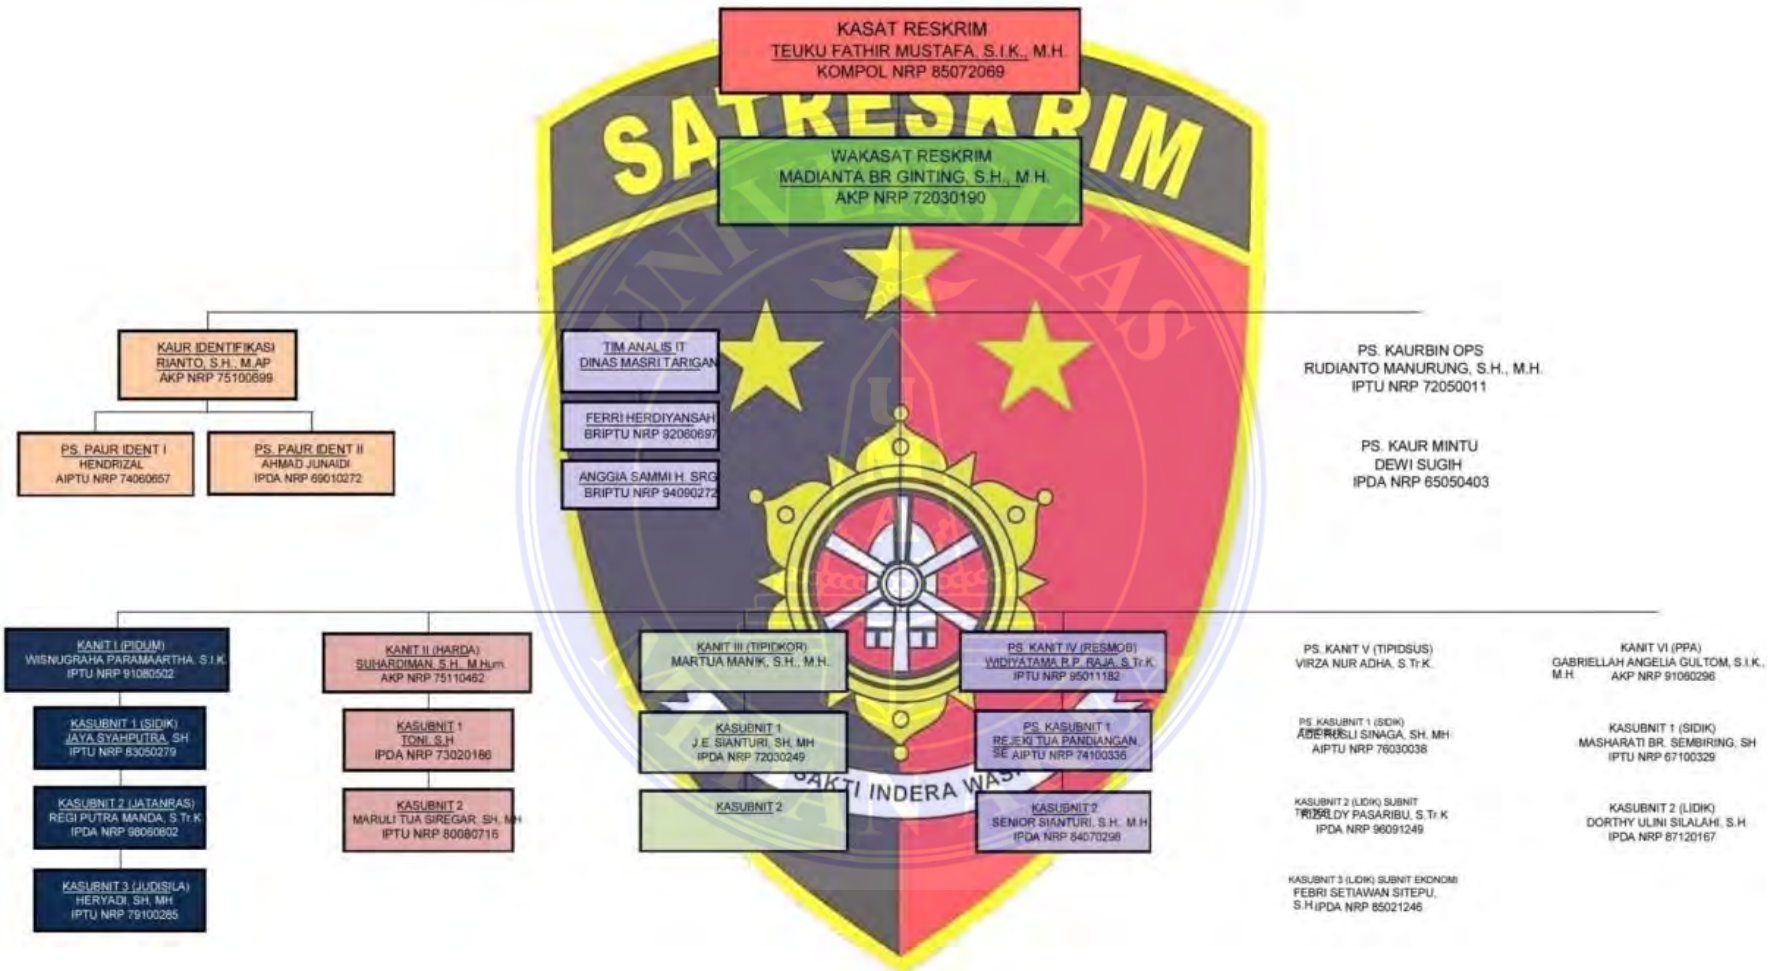 KASAT RESKRIM
TEUKU FATHIR MUSTAFA, S.I.K., M.H.
KOMPOL NRP 85072069
SATRESKRIM
WAKASAT RESKRIM
MADIANTA BR GINTING, S.H., M.H.
AKP NRP 72030190
UNIVERSITAS
KAUR IDENTIFIKASI
RIANTO, S.H., M.AP
AKP NRP 75100699
PS. PAUR IDENT I
HENDRIZAL
AIPTU NRP 74060657
PS. PAUR IDENT II
AHMAD JUNAIDI
IPDA NRP 69010272
TIM ANALIS IT
DINAS MASRI TARIGAN
FERRI HERDIYANSAH
BRIPTU NRP 92060697
ANGGIA SAMMI H. SRG
BRIPTU NRP 94090272
PS. KAURBIN OPS
RUDIANTO MANURUNG, S.H., M.H.
IPTU NRP 72050011
PS. KAUR MINTU
DEWI SUGIH
IPDA NRP 65050403
KANIT I (PIDUM)
WISNUGRAHA PARAMAARTHA. S.I.K.
IPTU NRP 91080502
KASUBNIT 1 (SIDIK)
JAYA SYAHPUTRA, SH
IPTU NRP 83050279
KASUBNIT 2 (JATANRAS)
REGI PUTRA MANDA, S.Tr.K
IPDA NRP 98060602
KASUBNIT 3 (JUDISILA)
HERYADI, SH, MH
IPTU NRP 79100285
KANIT II (HARDA)
SUHARDIMAN, S.H., M.Hum.
AKP NRP 75110462
KASUBNIT 1
TONI, S.H
IPDA NRP 73020186
KASUBNIT 2
MARULI TUA SIREGAR, SH, MH
IPTU NRP 80080716
KANIT III (TIPIDKOR)
MARTUA MANIK, S.H., M.H.
KASUBNIT 1
J.E. SIANTURI, SH, MH
IPDA NRP 72030249
KASUBNIT 2
PS. KANIT IV (RESMOB)
WIDIYATAMA R.P. RAJA, S.Tr.K.
IPTU NRP 95011182
PS. KASUBNIT 1
REJEKI TUA PANDIANGAN,
SE AIPTU NRP 74100336
KASUBNIT 2
SENIOR SIANTURI, S.H., M.H.
IPDA NRP 84070298
SAKTI INDERA
PS. KANIT V (TIPIDSUS)
VIRZA NUR ADHA, S.Tr.K.
PS. KASUBNIT 1 (SIDIK)
ADE RUSLI SINAGA, SH, MH
AIPTU NRP 76030038
KASUBNIT 2 (LIDIK) SUBNIT
RIZALDY PASARIBU, S.Tr.K
IPDA NRP 96091249
KASUBNIT 3 (LIDIK) SUBNIT EKONOMI
FEBRI SETIAWAN SITEPU,
S.H IPDA NRP 85021246
KANIT VI (PPA)
GABRIELLAH ANGELIA GULTOM, S.I.K.,
M.H.
AKP NRP 91060296
KASUBNIT 1 (SIDIK)
MASHARATI BR. SEMBIRING, SH
IPTU NRP 67100329
KASUBNIT 2 (LIDIK)
DORTHY ULINI SILALAHI, S.H.
IPDA NRP 87120167